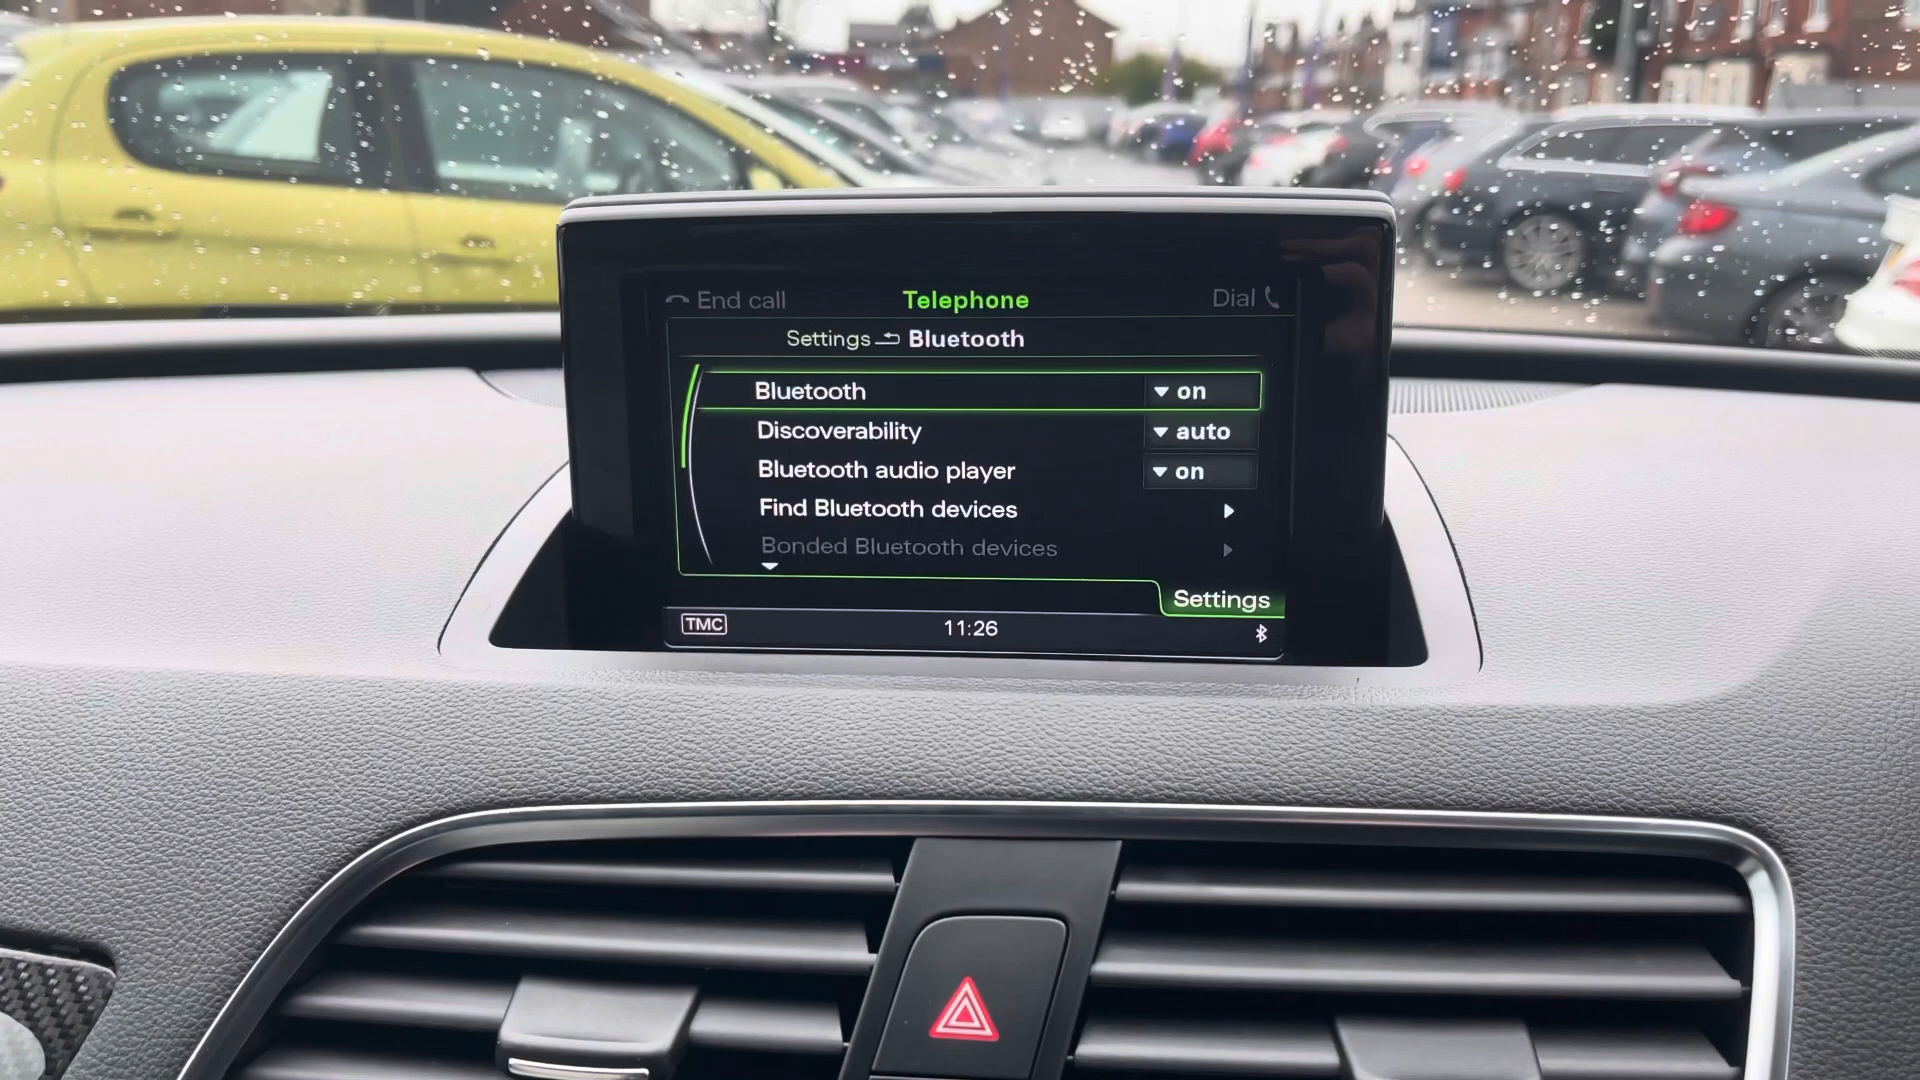 End call Telephone Dial
Settings Bluetooth
Bluetooth on
Discoverability auto
Bluetooth audio player on
Find Bluetooth devices
Bonded Bluetooth devices
Settings
TMC 11:26